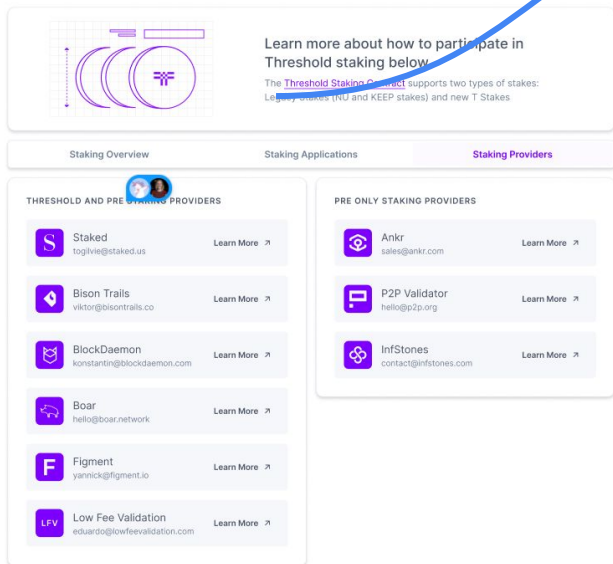 Learn more about how to participate in
Threshold staking below
The Threshold Staking Contract supports two types of stakes:
Legacy Stakes (NU and KEEP stakes) and new T Stakes
Staking Overview
Staking Applications
Staking Providers
THRESHOLD AND PRE STAKING PROVIDERS
Staked
togilvie@staked.us
Learn More
Bison Trails
viktor@bisontrails.co
Learn More
BlockDaemon
konstantin@blockdaemon.com
Learn More
Boar
hello@boar.network
Learn More
Figment
yannick@figment.io
Learn More
LFV
Low Fee Validation
eduardo@lowfeevalidation.com
Learn More
PRE ONLY STAKING PROVIDERS
Ankr
sales@ankr.com
Learn More
P2P Validator
hello@p2p.org
Learn More
InfStones
contact@infstones.com
Learn More